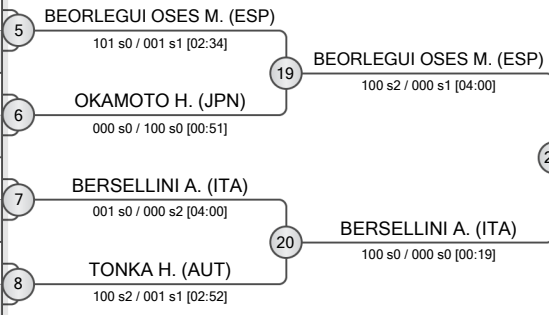 5
BEORLEGUI OSES M. (ESP)
101 s0 / 001 s1 [02:34]
19
BEORLEGUI OSES M. (ESP)
100 s2 / 000 s1 [04:00]
6
OKAMOTO H. (JPN)
000 s0 / 100 s0 [00:51]
7
BERSELLINI A. (ITA)
001 s0 / 000 s2 [04:00]
20
BERSELLINI A. (ITA)
100 s0 / 000 s0 [00:19]
8
TONKA H. (AUT)
100 s2 / 001 s1 [02:52]